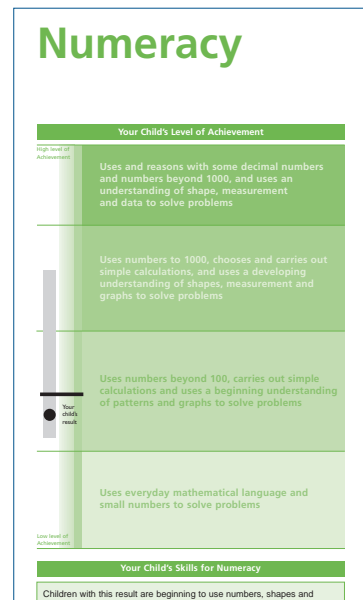 Numeracy
Your Child's Level of Achievement
High level of
Achievement
Uses and reasons with some decimal numbers
and numbers beyond 1000, and uses an
understanding of shape, measurement
and data to solve problems
Uses numbers to 1000, chooses and carries out
simple calculations, and uses a developing
understanding of shapes, measurement and
graphs to solve problems
Uses numbers beyond 100, carries out simple
calculations and uses a beginning understanding
of patterns and graphs to solve problems
Your
child's
result
Uses everyday mathematical language and
small numbers to solve problems
Low level of
Achievement
Your Child's Skills for Numeracy
Children with this result are beginning to use numbers, shapes and